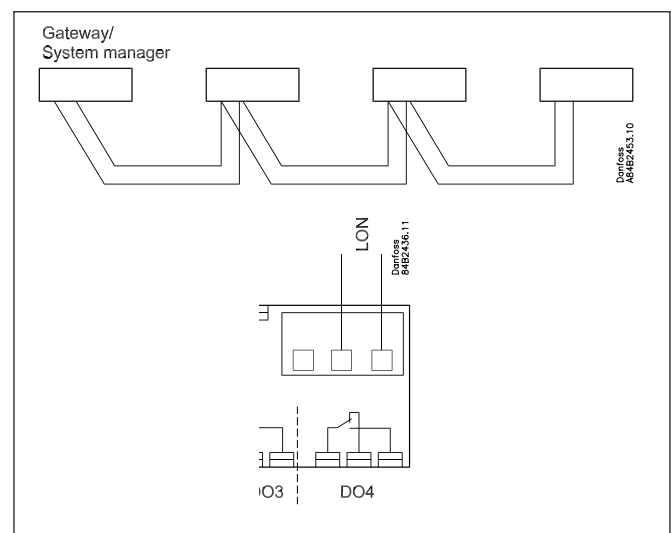 Gateway/
System manager
Danfoss
A84B2453.10
LON
Danfoss
84B2436.11
DO3
DO4